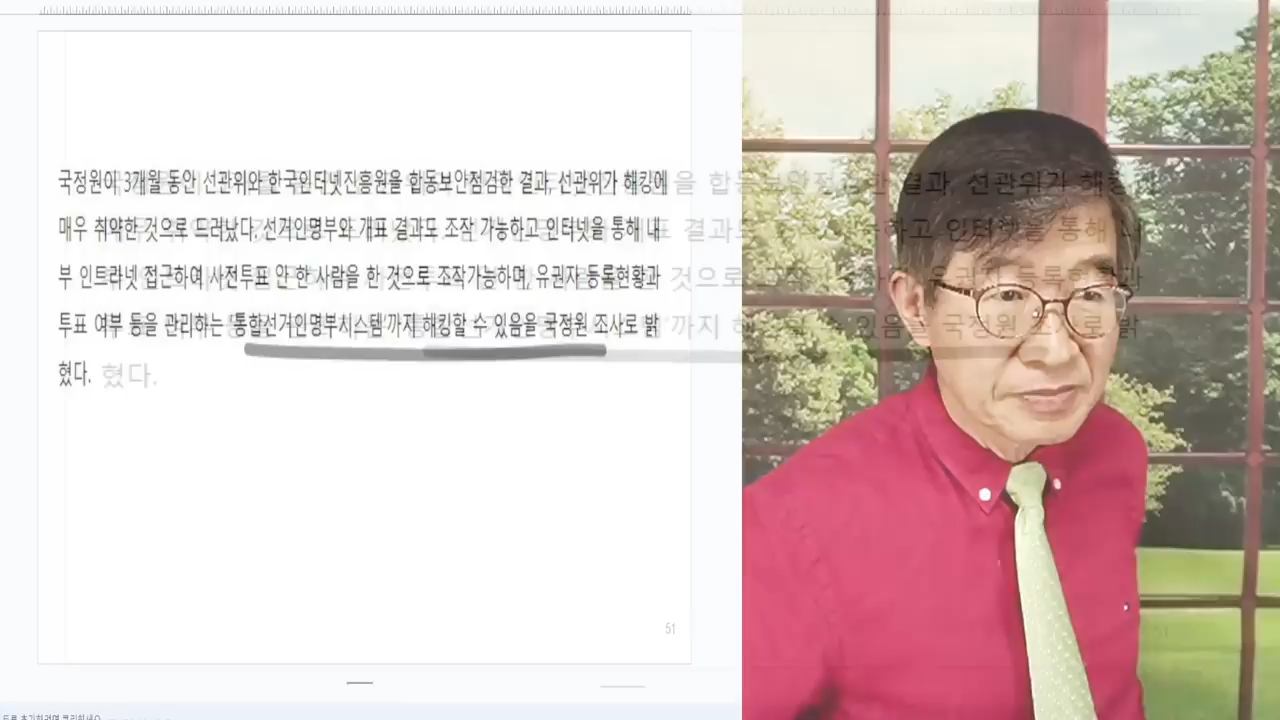 국정원이 3개월 동안 선관위와 한국인터넷진흥원을 합동보안점검한 결과, 선관위가 해킹에
매우 취약한 것으로 드러났다. 선거인명부와 개표 결과도 조작 가능하고 인터넷을 통해 내
부 인트라넷 접근하여 사전투표 안 한 사람을 한 것으로 조작가능하며, 유권자 등록현황과
투표 여부 등을 관리하는 '통합선거인명부시스템'까지 해킹할 수 있음을 국정원 조사로 밝
혔다.
51